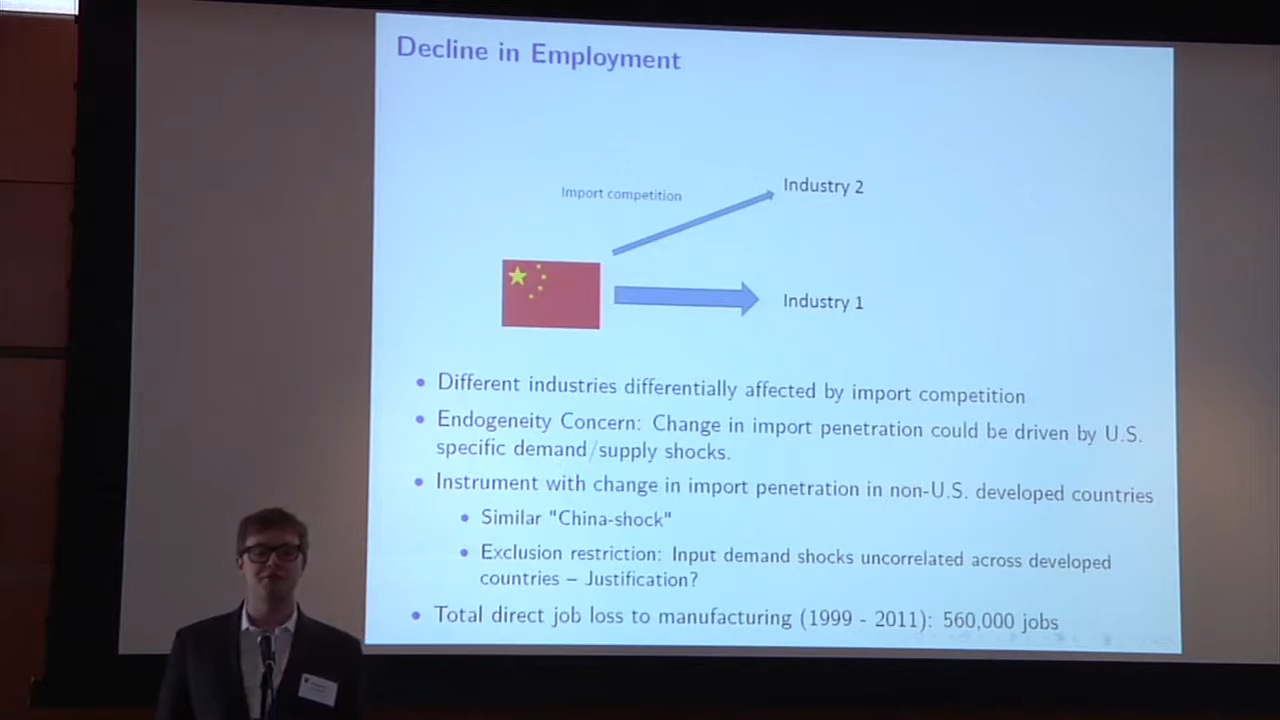 Decline in Employment
Import competition
Industry 2
Industry 1
Different industries differentially affected by import competition
Endogeneity Concern: Change in import penetration could be driven by U.S.
specific demand/supply shocks.
Instrument with change in import penetration in non-U.S. developed countries
Similar "China-shock"
Exclusion restriction: Input demand shocks uncorrelated across developed
countries – Justification?
Total direct job loss to manufacturing (1999 - 2011): 560,000 jobs